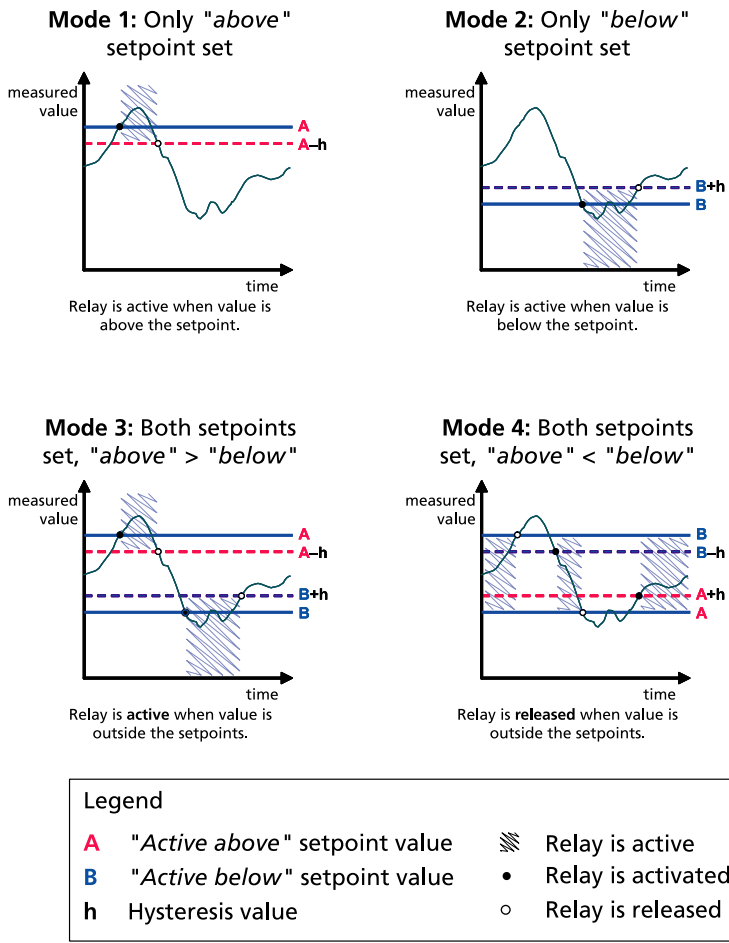 Mode 1: Only "above"
setpoint set
measured
value
A
A–h
time
Relay is active when value is
above the setpoint.
Mode 2: Only "below"
setpoint set
measured
value
B+h
B
time
Relay is active when value is
below the setpoint.
Mode 3: Both setpoints
set, "above" > "below"
measured
value
A
A–h
B+h
B
time
Relay is active when value is
outside the setpoints.
Mode 4: Both setpoints
set, "above" < "below"
measured
value
B
B–h
A+h
A
time
Relay is released when value is
outside the setpoints.
Legend
A "Active above" setpoint value
B "Active below" setpoint value
h Hysteresis value
Relay is active
Relay is activated
Relay is released